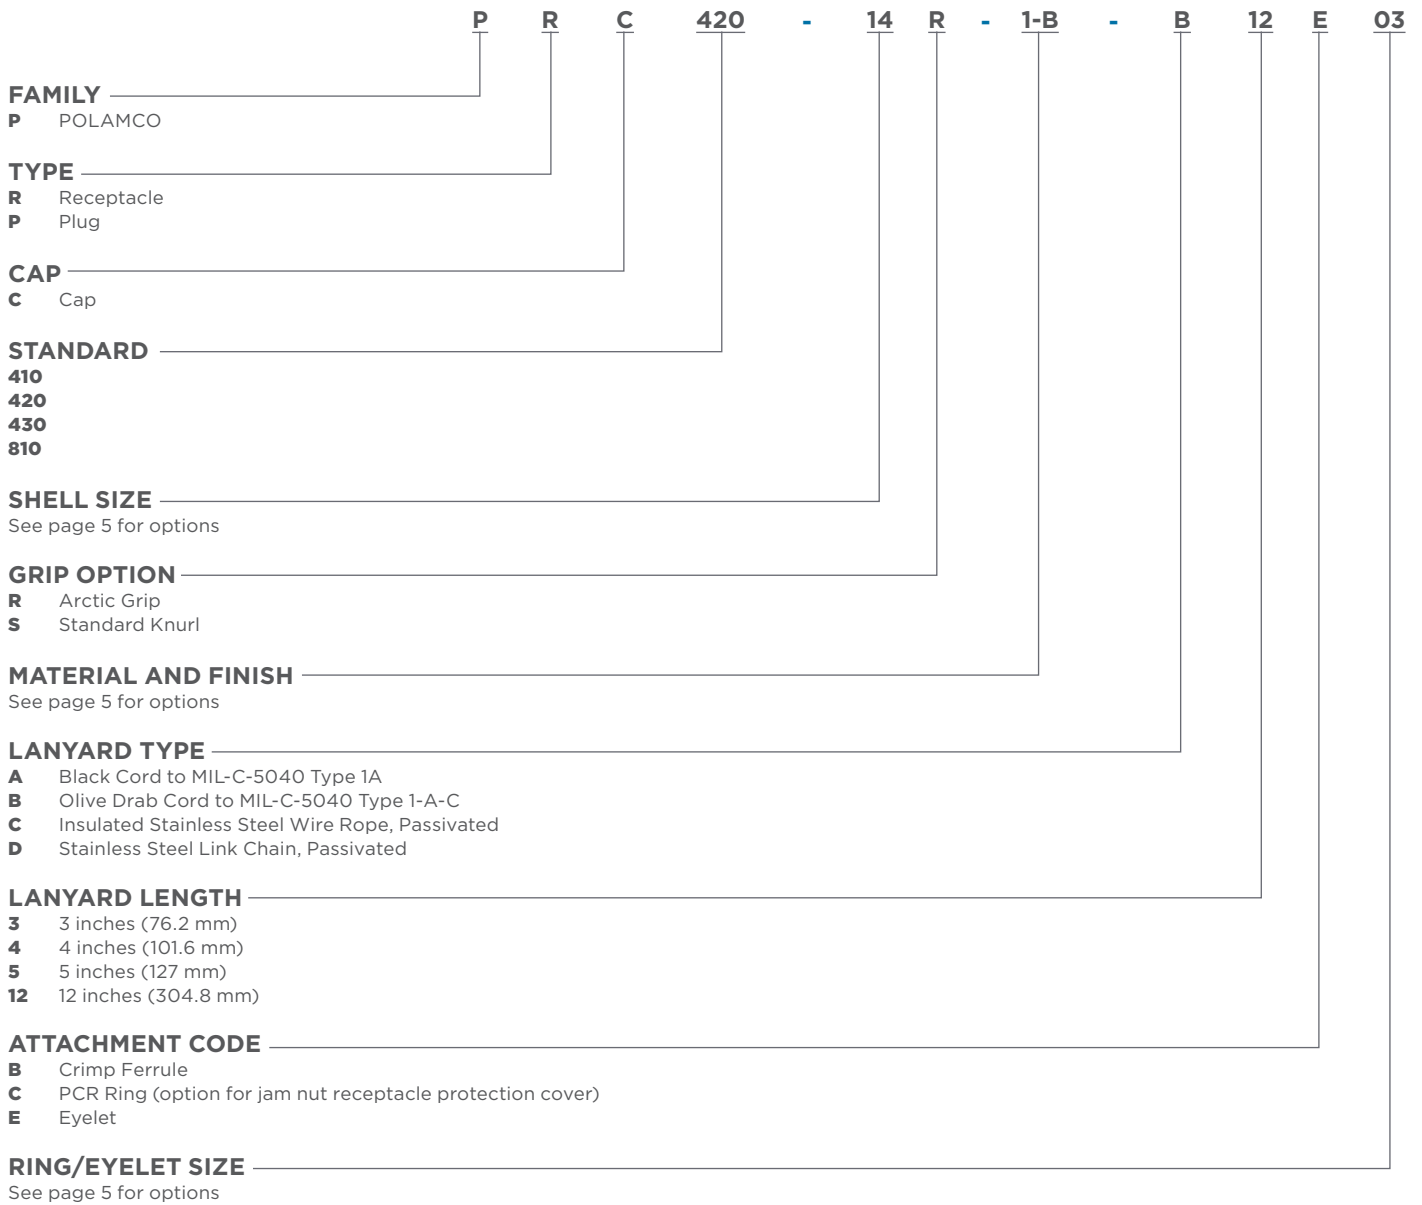 P R C 420 - 14 R - 1-B - B 12 E 03
FAMILY
P POLAMCO
TYPE
R Receptacle
P Plug
CAP
C Cap
STANDARD
410
420
430
810
SHELL SIZE
See page 5 for options
GRIP OPTION
R Arctic Grip
S Standard Knurl
MATERIAL AND FINISH
See page 5 for options
LANYARD TYPE
A Black Cord to MIL-C-5040 Type 1A
B Olive Drab Cord to MIL-C-5040 Type 1-A-C
C Insulated Stainless Steel Wire Rope, Passivated
D Stainless Steel Link Chain, Passivated
LANYARD LENGTH
3 3 inches (76.2 mm)
4 4 inches (101.6 mm)
5 5 inches (127 mm)
12 12 inches (304.8 mm)
ATTACHMENT CODE
B Crimp Ferrule
C PCR Ring (option for jam nut receptacle protection cover)
E Eyelet
RING/EYELET SIZE
See page 5 for options